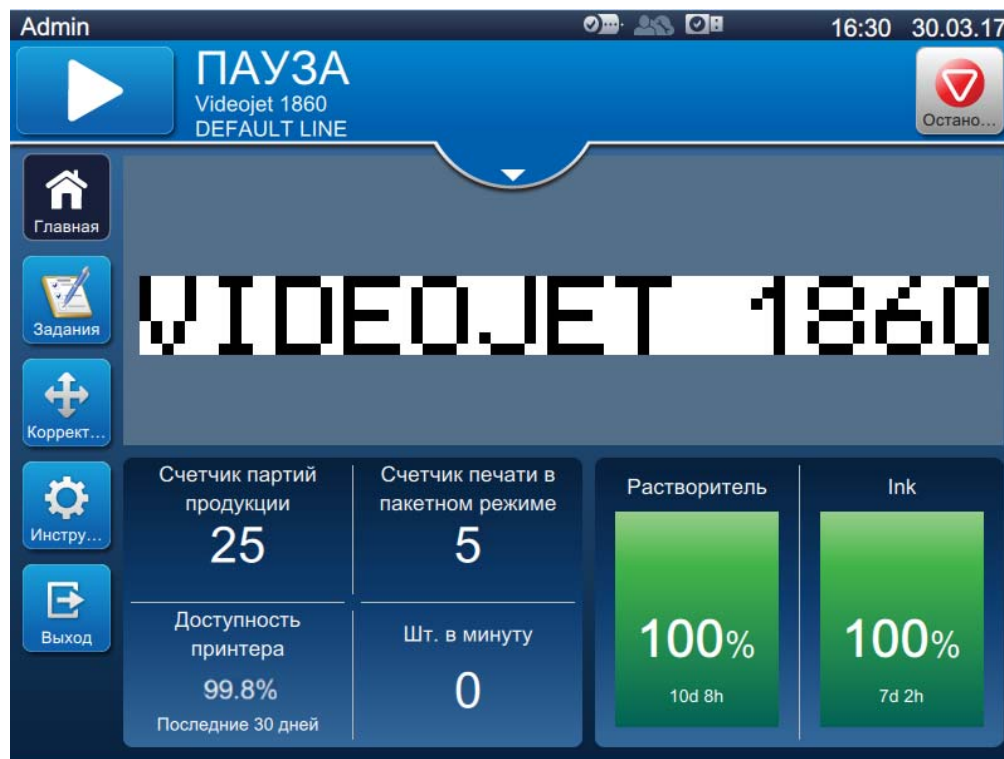 Admin
16:30 30.03.17
ПАУЗА
Videojet 1860
DEFAULT LINE
Остано...
Главная
Задания
Коррект...
Инстру...
Выход
VIDEOJET 1860
Счетчик партий
продукции
25
Счетчик печати в
пакетном режиме
5
Доступность
принтера
99.8%
Последние 30 дней
Шт. в минуту
0
Растворитель
100%
10d 8h
Ink
100%
7d 2h